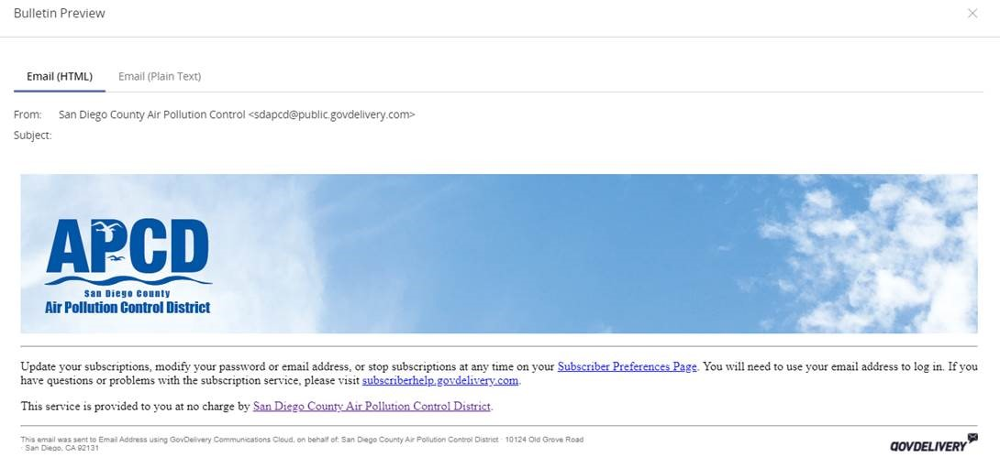 Bulletin Preview
Email (HTML) Email (Plain Text)
From: San Diego County Air Pollution Control <sdapcd@public.govdelivery.com>
Subject:
APCD
San Diego County
Air Pollution Control District
Update your subscriptions, modify your password or email address, or stop subscriptions at any time on your Subscriber Preferences Page. You will need to use your email address to log in. If you
have questions or problems with the subscription service, please visit subscriberhelp.govdelivery.com.
This service is provided to you at no charge by San Diego County Air Pollution Control District.
This email was sent to Email Address using GovDelivery Communications Cloud, on behalf of: San Diego County Air Pollution Control District · 10124 Old Grove Road
· San Diego, CA 92131
GOVDELIVERY